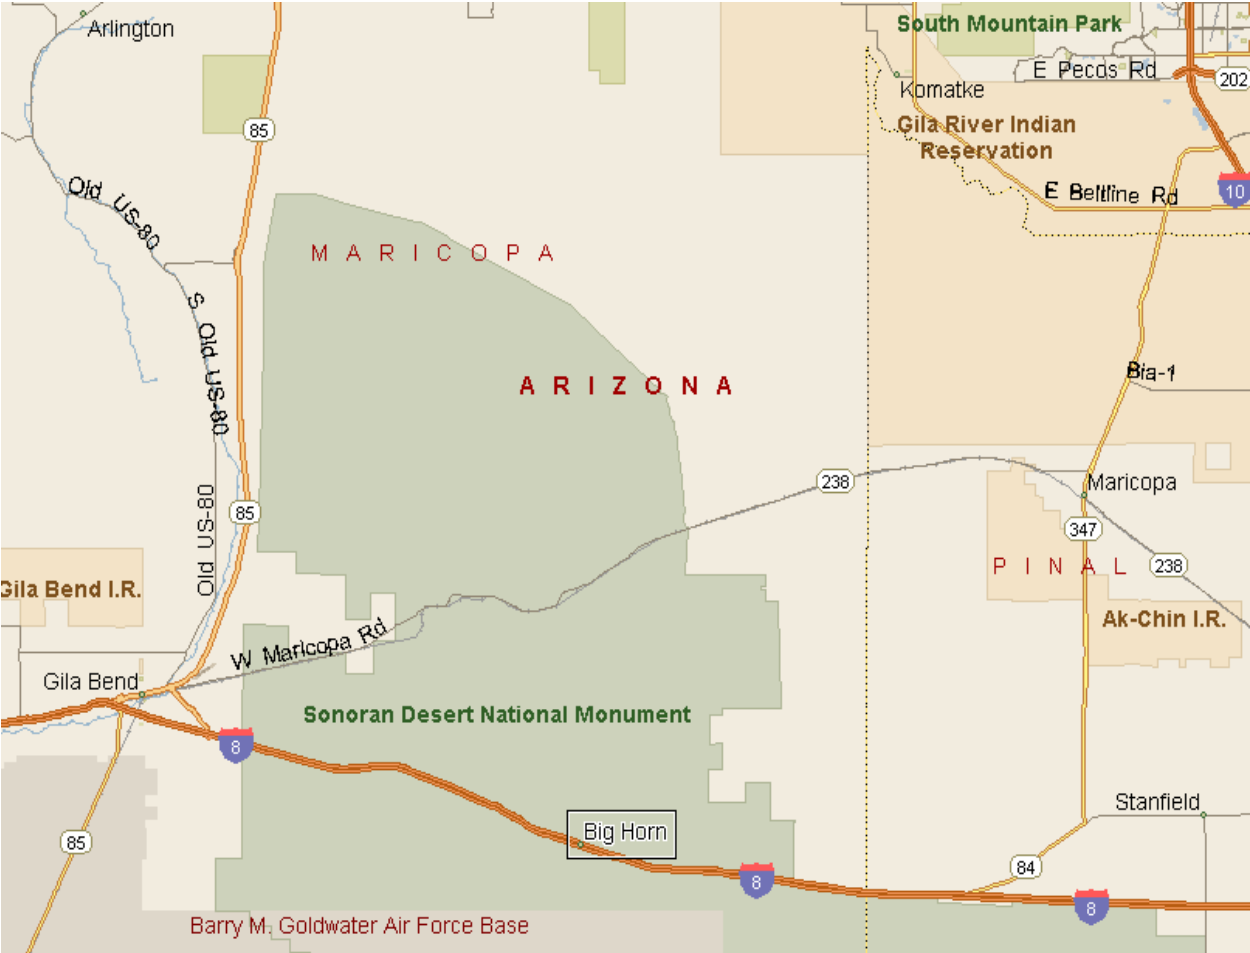 South Mountain Park
Arlington
E Pecos Rd
202
Komatke
85
Gila River Indian
Reservation
Old US-80
10
E Beltline Rd
MARICOPA
S Old US-80
ARIZONA
Bia-1
238
Maricopa
85
Old US-80
347
PINAL
238
Gila Bend I.R.
Ak-Chin I.R.
W Maricopa Rd
Gila Bend
Sonoran Desert National Monument
8
Stanfield
Big Horn
85
84
8
8
Barry M. Goldwater Air Force Base